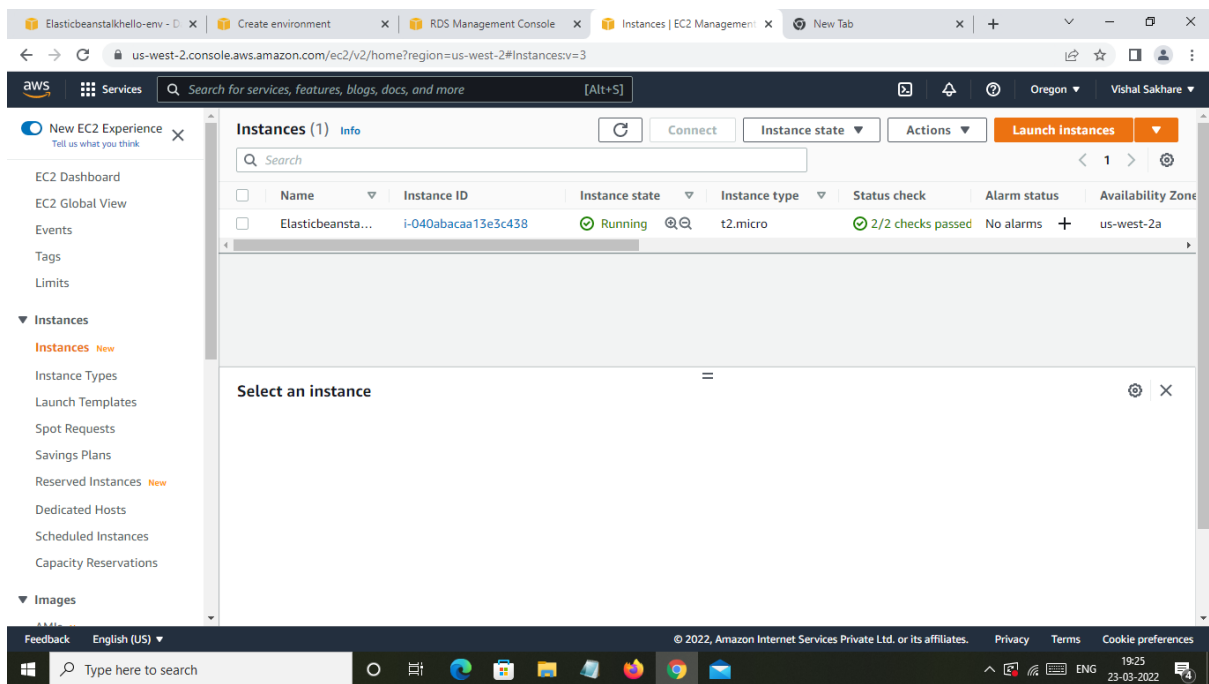 Elasticbeanstalkhello-env - D
Create environment
RDS Management Console
Instances | EC2 Management
New Tab
us-west-2.console.aws.amazon.com/ec2/v2/home?region=us-west-2#Instances:v=3
aws
Services
Search for services, features, blogs, docs, and more
[Alt+S]
Oregon
Vishal Sakhare
New EC2 Experience
Tell us what you think
EC2 Dashboard
EC2 Global View
Events
Tags
Limits
Instances
Instances New
Instance Types
Launch Templates
Spot Requests
Savings Plans
Reserved Instances New
Dedicated Hosts
Scheduled Instances
Capacity Reservations
Images
Instances (1) Info
Connect
Instance state
Actions
Launch instances
Search
1
Name Instance ID Instance state Instance type Status check Alarm status Availability Zone
Elasticbeansta... i-040abacaa13e3c438 Running t2.micro 2/2 checks passed No alarms + us-west-2a
Select an instance
Feedback English (US) © 2022, Amazon Internet Services Private Ltd. or its affiliates. Privacy Terms Cookie preferences
Type here to search
ENG
19:25
23-03-2022
4